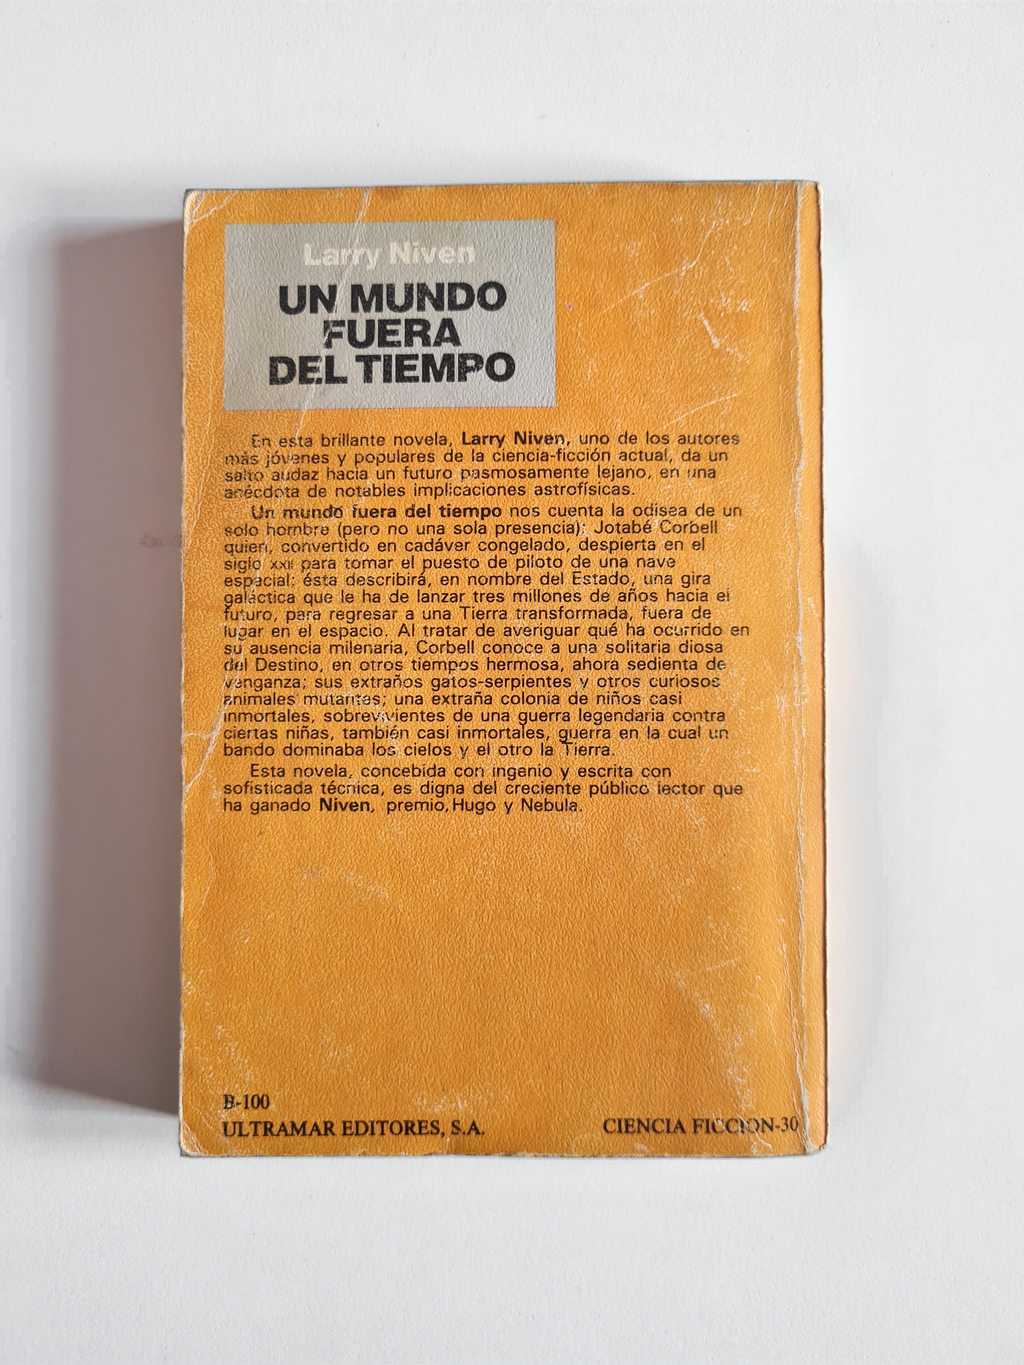 Larry Niven
UN MUNDO
FUERA
DEL TIEMPO
En esta brillante novela, Larry Niven, uno de los autores
más jóvenes y populares de la ciencia-ficción actual, da un
salto audaz hacia un futuro pasmosamente lejano, en una
anécdota de notables implicaciones astrofísicas.
Un mundo fuera del tiempo nos cuenta la odisea de un
solo hombre (pero no una sola presencia): Jotabé Corbell
quien, convertido en cadáver congelado, despierta en el
siglo XXII para tomar el puesto de piloto de una nave
espacial; ésta describirá, en nombre del Estado, una gira
galáctica que le ha de lanzar tres millones de años hacia el
futuro, para regresar a una Tierra transformada, fuera de
lugar en el espacio. Al tratar de averiguar qué ha ocurrido en
su ausencia milenaria, Corbell conoce a una solitaria diosa
del Destino, en otros tiempos hermosa, ahora sedienta de
venganza; sus extraños gatos-serpientes y otros curiosos
animales mutantes; una extraña colonia de niños casi
inmortales, sobrevivientes de una guerra legendaria contra
ciertas niñas, también casi inmortales, guerra en la cual un
bando dominaba los cielos y el otro la Tierra.
Esta novela, concebida con ingenio y escrita con
sofisticada técnica, es digna del creciente público lector que
ha ganado Niven, premio Hugo y Nebula.
B-100
ULTRAMAR EDITORES, S.A.
CIENCIA FICCION-30